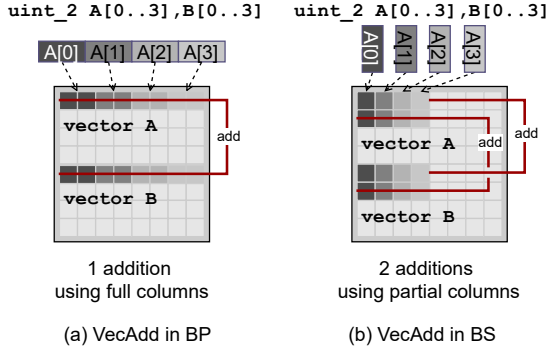 uint_2 A[0..3],B[0..3]
A[0] A[1] A[2] A[3]
vector A
add
vector B
1 addition
using full columns
(a) VecAdd in BP
uint_2 A[0..3],B[0..3]
A[0]
A[1]
A[2]
A[3]
vector A
add
add
vector B
2 additions
using partial columns
(b) VecAdd in BS